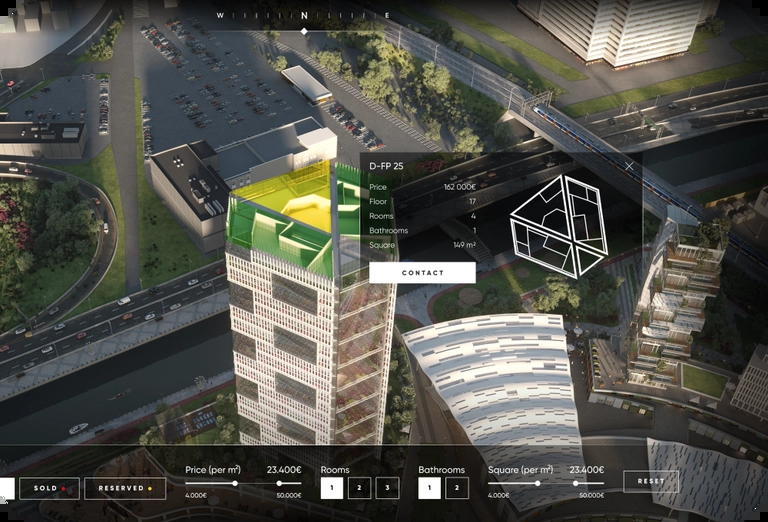 W N E
D-FP 25
Price 162 000€
Floor 17
Rooms 4
Bathrooms 1
Square 149 m²
CONTACT
SOLD
RESERVED
Price (per m²) 23.400€
4.000€ 50.000€
Rooms
1 2 3
Bathrooms
1 2
Square (per m²) 23.400€
4.000€ 50.000€
RESET